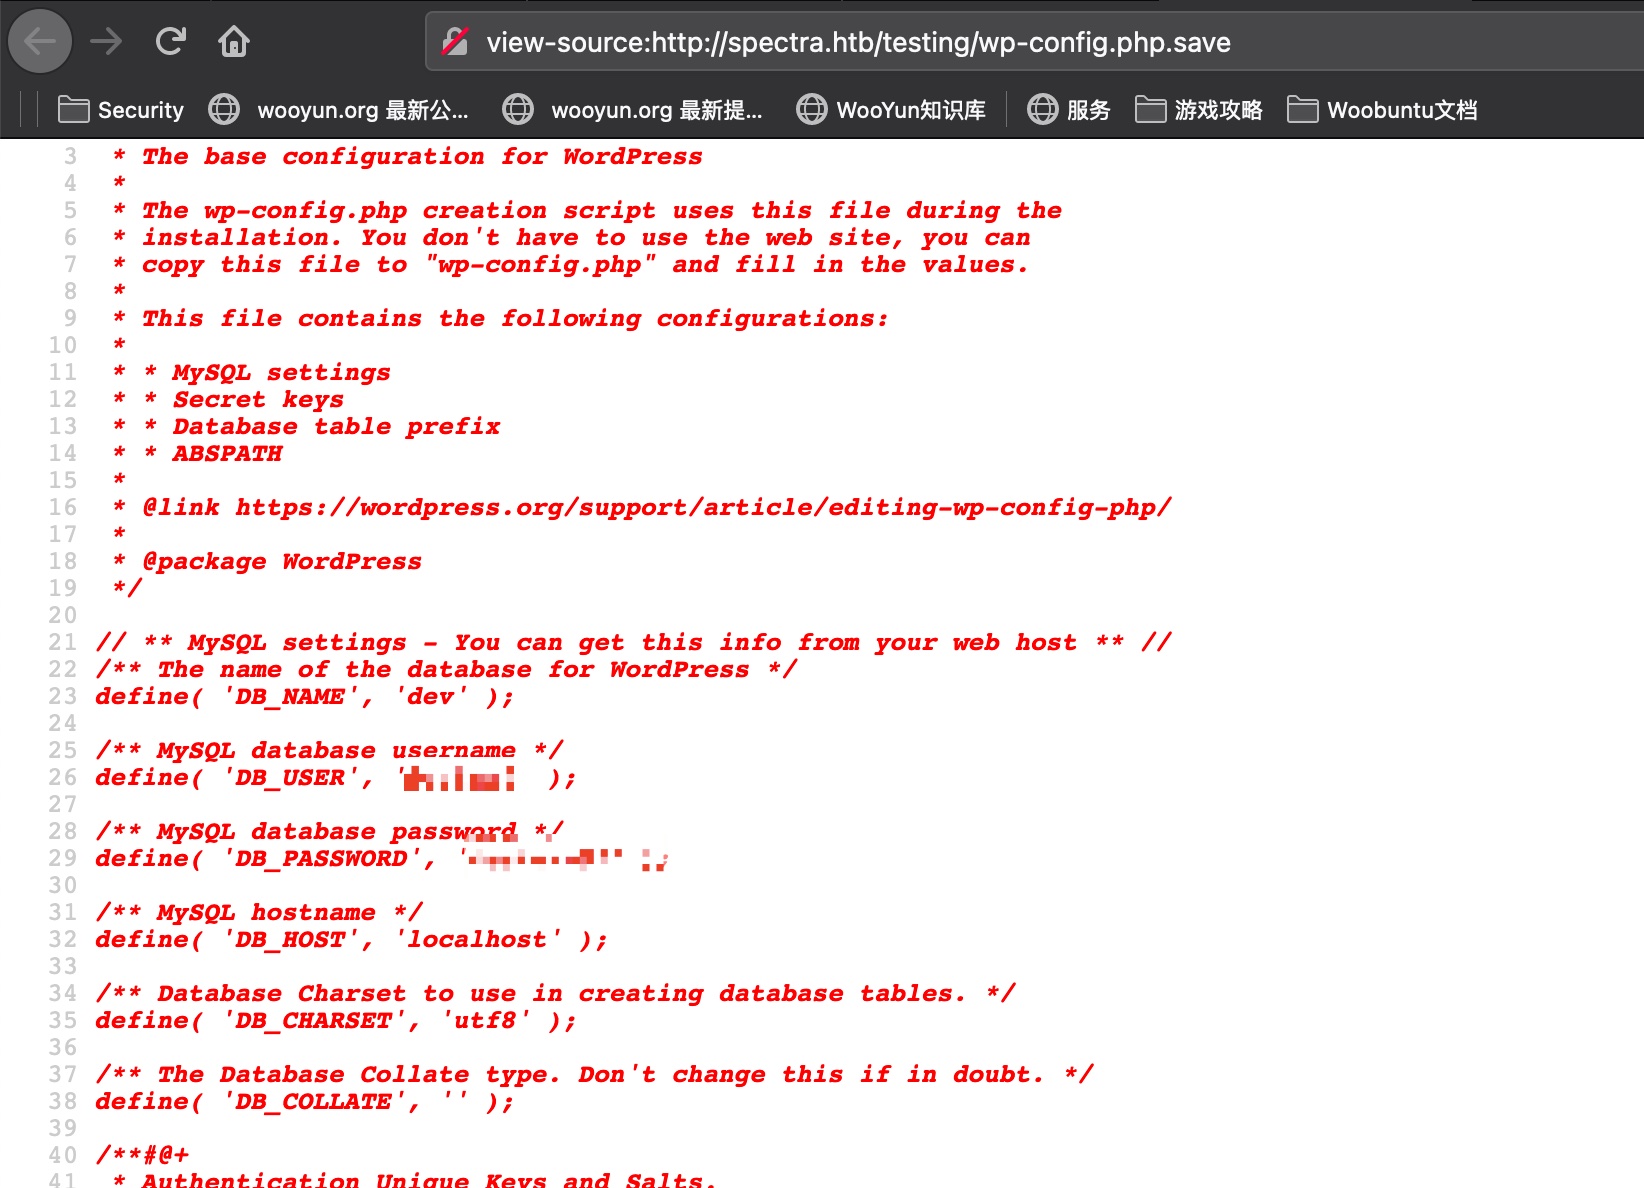 view-source:http://spectra.htb/testing/wp-config.php.save
Security wooyun.org 最新公... wooyun.org 最新提... WooYun知识库 服务 游戏攻略 Woobuntu文档
3 * The base configuration for WordPress
4 *
5 * The wp-config.php creation script uses this file during the
6 * installation. You don't have to use the web site, you can
7 * copy this file to "wp-config.php" and fill in the values.
8 *
9 * This file contains the following configurations:
10 *
11 * * MySQL settings
12 * * Secret keys
13 * * Database table prefix
14 * * ABSPATH
15 *
16 * @link https://wordpress.org/support/article/editing-wp-config-php/
17 *
18 * @package WordPress
19 */
20
21 // ** MySQL settings - You can get this info from your web host ** //
22 /** The name of the database for WordPress */
23 define( 'DB_NAME', 'dev' );
24
25 /** MySQL database username */
26 define( 'DB_USER', ' );
27
28 /** MySQL database password */
29 define( 'DB_PASSWORD', '
30
31 /** MySQL hostname */
32 define( 'DB_HOST', 'localhost' );
33
34 /** Database Charset to use in creating database tables. */
35 define( 'DB_CHARSET', 'utf8' );
36
37 /** The Database Collate type. Don't change this if in doubt. */
38 define( 'DB_COLLATE', '' );
39
40 /**#@+
41 * Authentication Unique Keys and Salts.